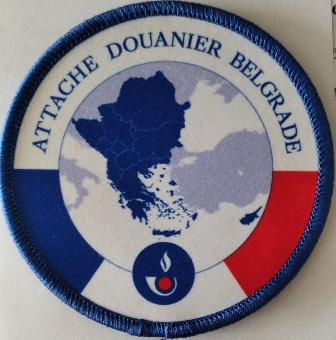 ATTACHE DOUANIER BELGRADE